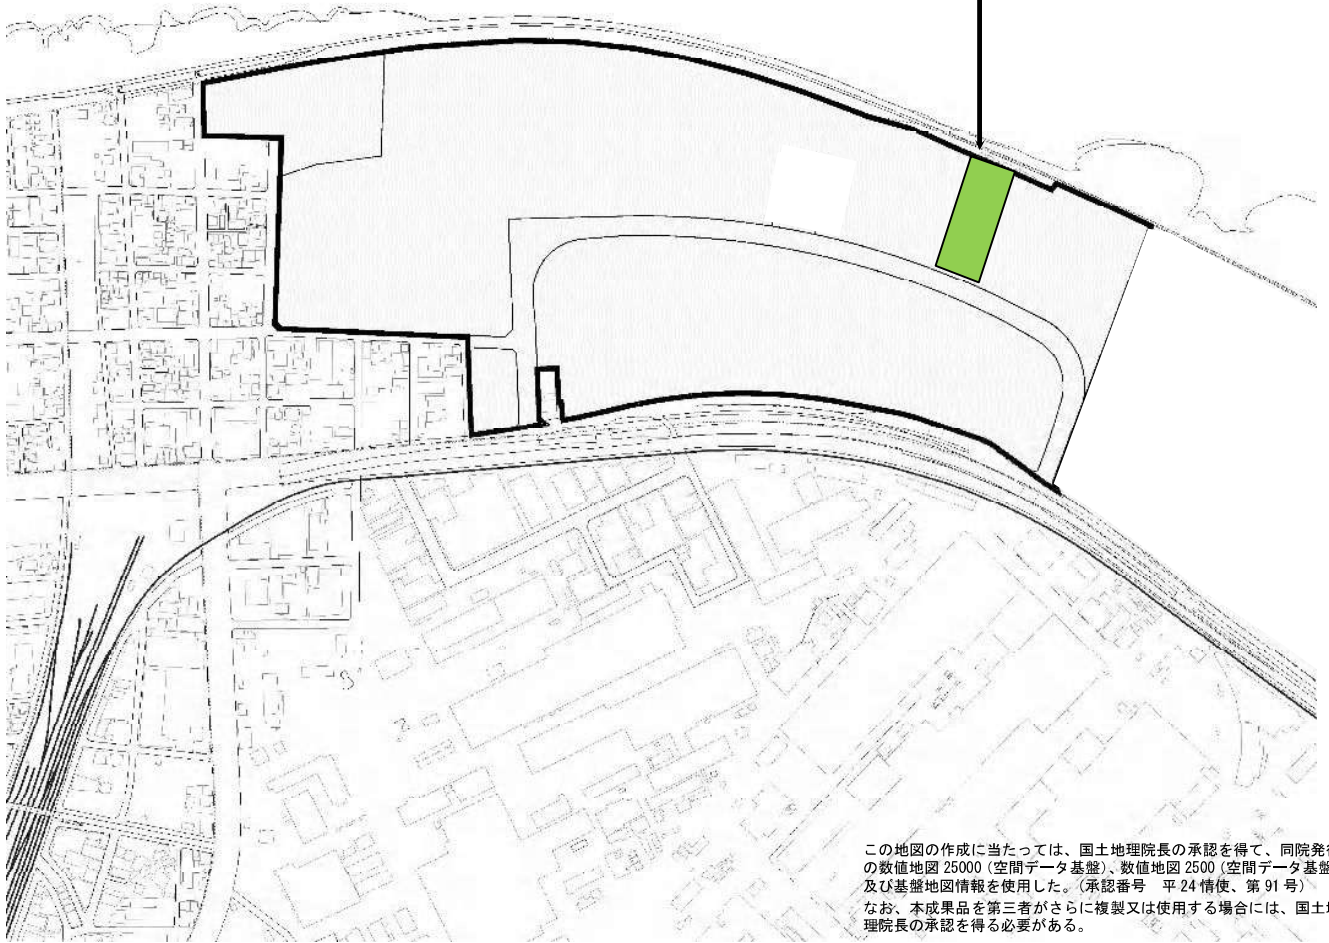 この地図の作成に当たっては、国土地理院長の承認を得て、同院発行
の数値地図 25000（空間データ基盤）、数値地図 2500（空間データ基盤
及び基盤地図情報を使用した。（承認番号　平 24 情使、第 91 号）
なお、本成果品を第三者がさらに複製又は使用する場合には、国土地
理院長の承認を得る必要がある。